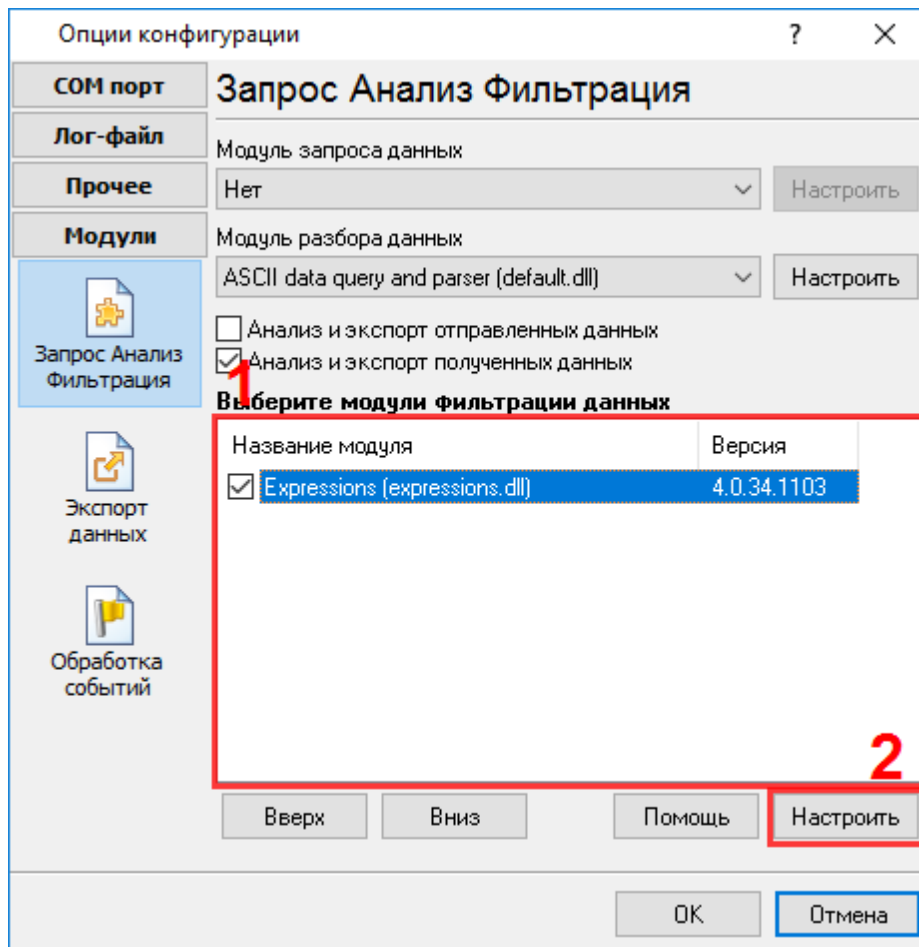 Опции конфигурации ?
COM порт
Лог-файл
Прочее
Модули
Запрос Анализ
Фильтрация
Экспорт
данных
Обработка
событий
Запрос Анализ Фильтрация
Модуль запроса данных
Нет Настроить
Модуль разбора данных
ASCII data query and parser (default.dll) Настроить
Анализ и экспорт отправленных данных
Анализ и экспорт полученных данных
1
Выберите модули фильтрации данных
Название модуля Версия
Expressions (expressions.dll) 4.0.34.1103
2
Вверх Вниз Помощь Настроить
OK Отмена